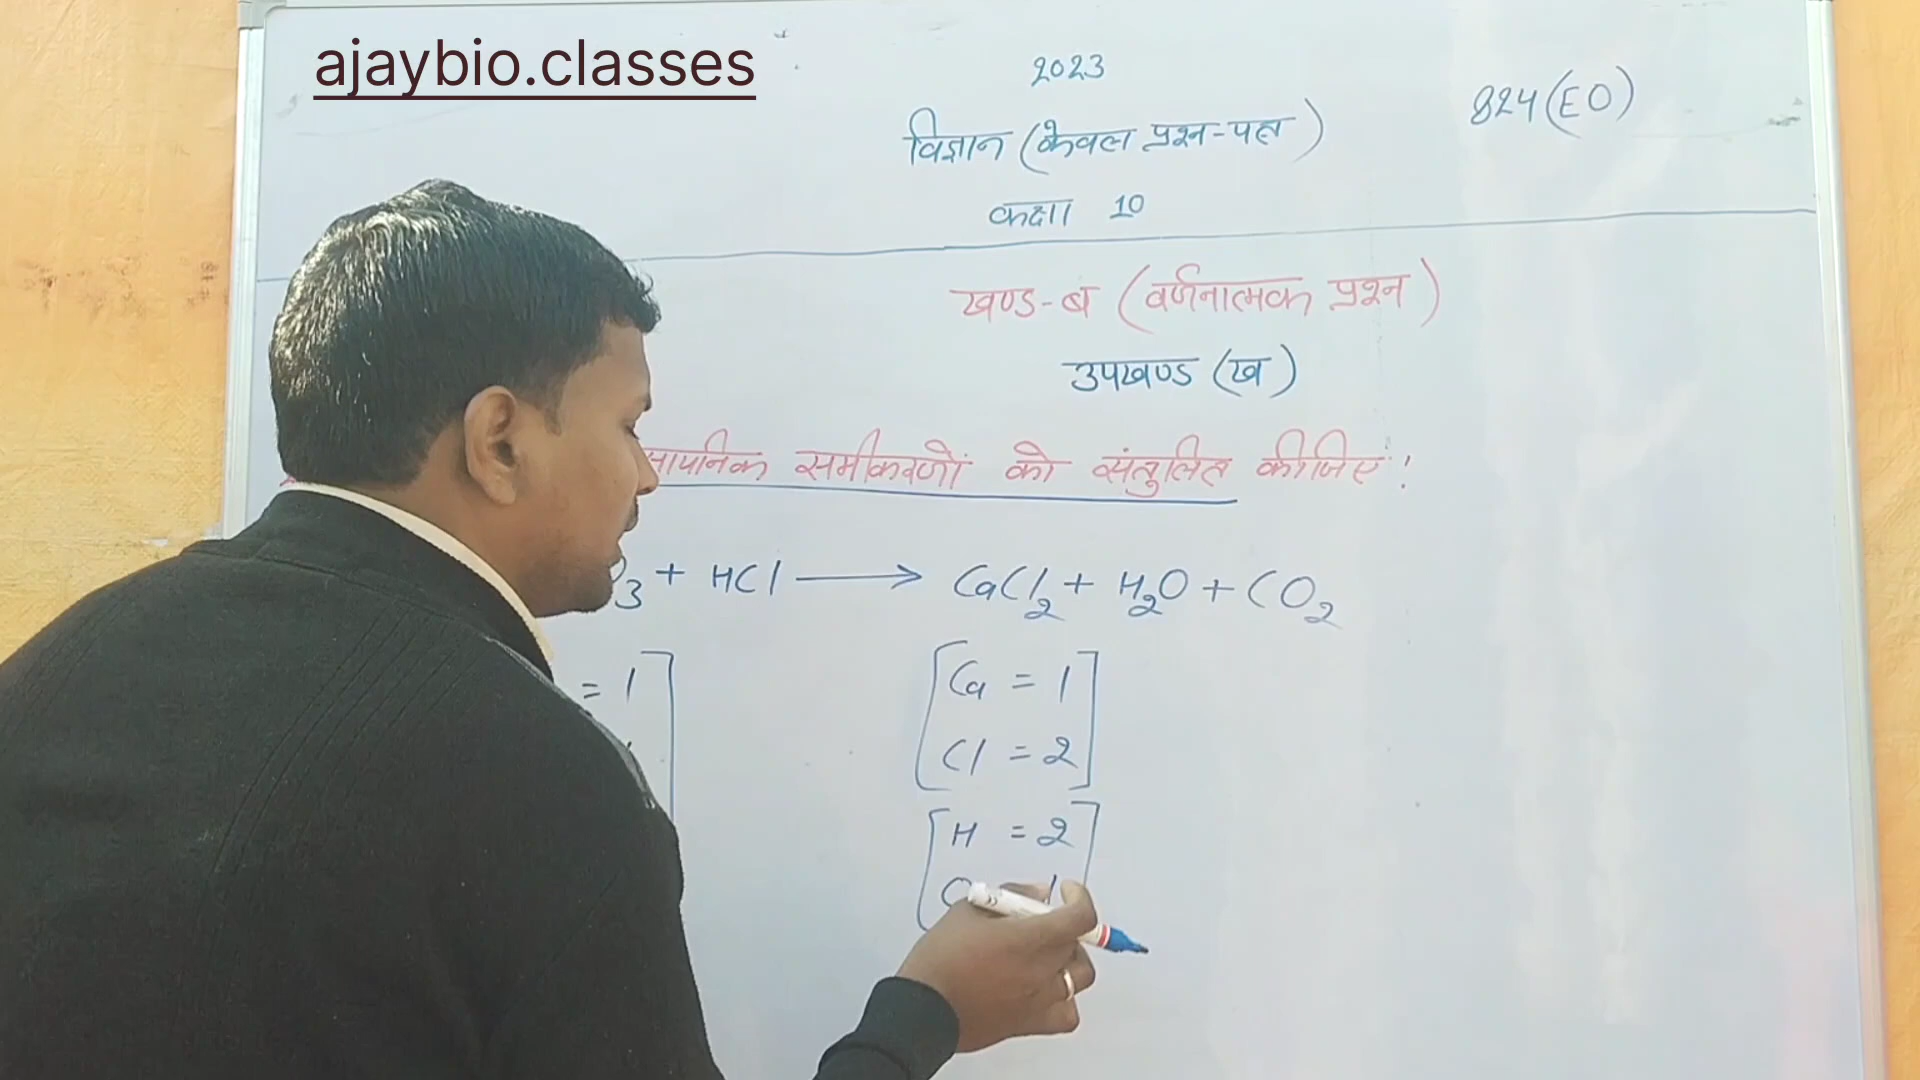 ajaybio.classes
2023
824(EO)
विज्ञान (केवल प्रश्न-पत्र)
कक्षा 10
खण्ड-ब (वर्णनात्मक प्रश्न)
उपखण्ड (ख)
समीकरणों को संतुलित कीजिए!
3 + HCl ⟶ CaCl₂ + H₂O + CO₂
= 1
Ca = 1
Cl = 2
H = 2
1